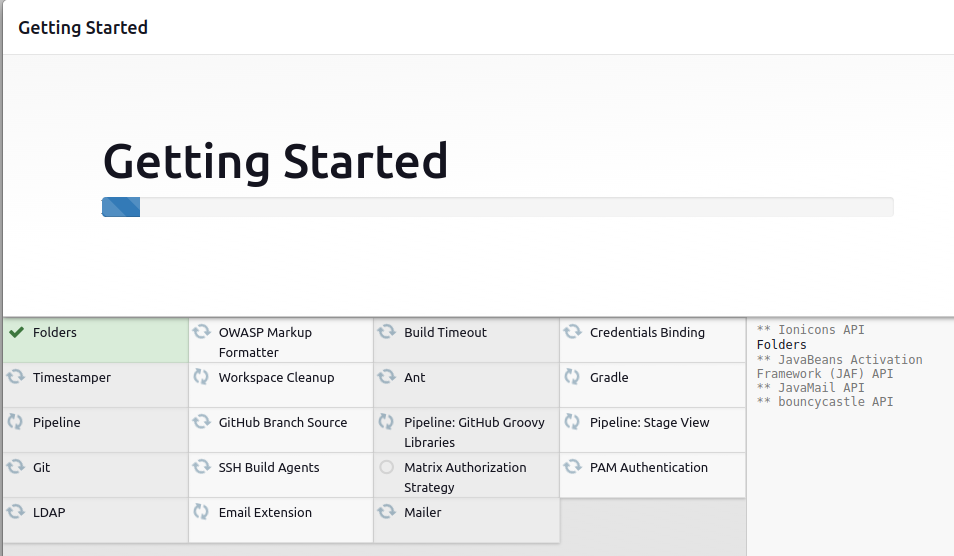 Getting Started
Getting Started
Folders
OWASP Markup
Formatter
Build Timeout
Credentials Binding
Timestamper
Workspace Cleanup
Ant
Gradle
Pipeline
GitHub Branch Source
Pipeline: GitHub Groovy
Libraries
Pipeline: Stage View
Git
SSH Build Agents
Matrix Authorization
Strategy
PAM Authentication
LDAP
Email Extension
Mailer
** Ionicons API
Folders
** JavaBeans Activation
Framework (JAF) API
** JavaMail API
** bouncycastle API